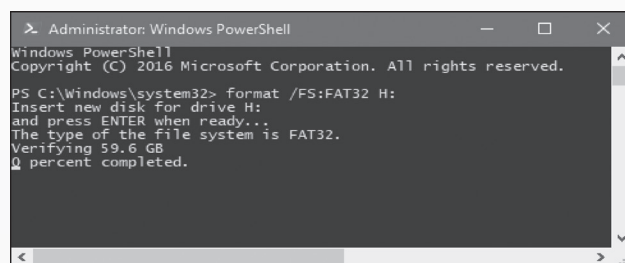 Administrator: Windows PowerShell
Windows PowerShell
Copyright (C) 2016 Microsoft Corporation. All rights reserved.
PS C:\Windows\system32> format /FS:FAT32 H:
Insert new disk for drive H:
and press ENTER when ready...
The type of the file system is FAT32.
Verifying 59.6 GB
0 percent completed.